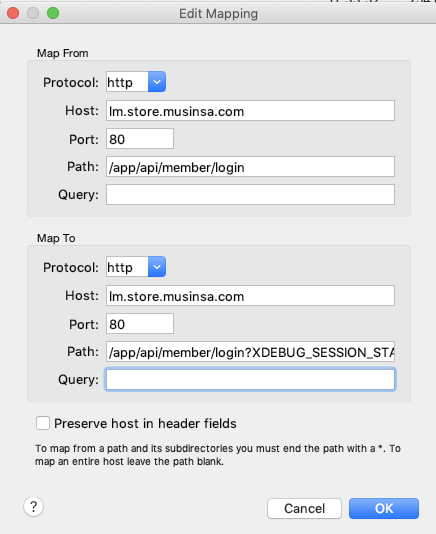 Edit Mapping
Map From
Protocol: http
Host: lm.store.musinsa.com
Port: 80
Path: /app/api/member/login
Query:
Map To
Protocol: http
Host: lm.store.musinsa.com
Port: 80
Path: /app/api/member/login?XDEBUG_SESSION_STA
Query:
Preserve host in header fields
To map from a path and its subdirectories you must end the path with a *. To
map an entire host leave the path blank.
? Cancel OK